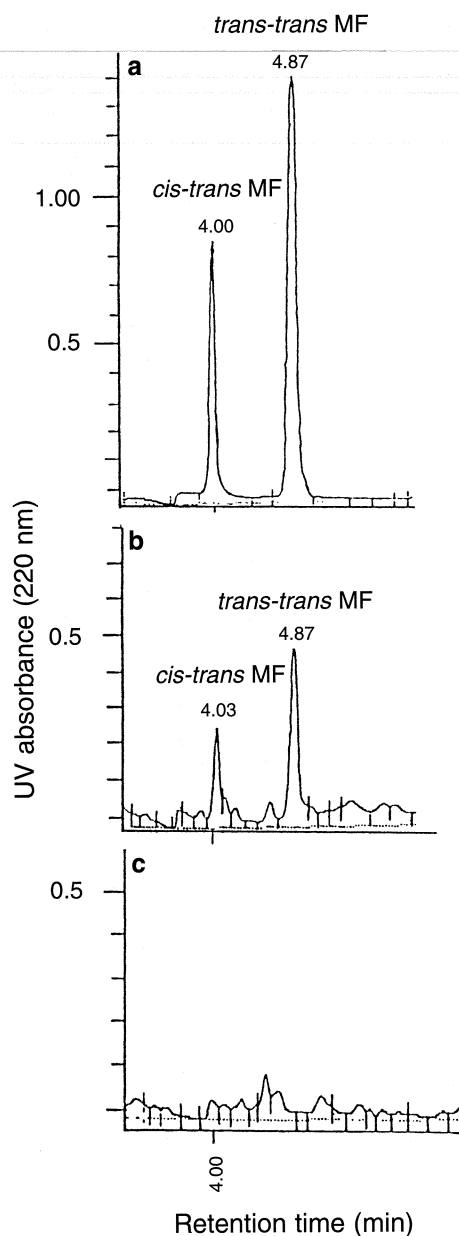 trans-trans MF
a
4.87
1.00
cis-trans MF
4.00
0.5
b
trans-trans MF
0.5
4.87
cis-trans MF
4.03
UV absorbance (220 nm)
c
0.5
4.00
Retention time (min)